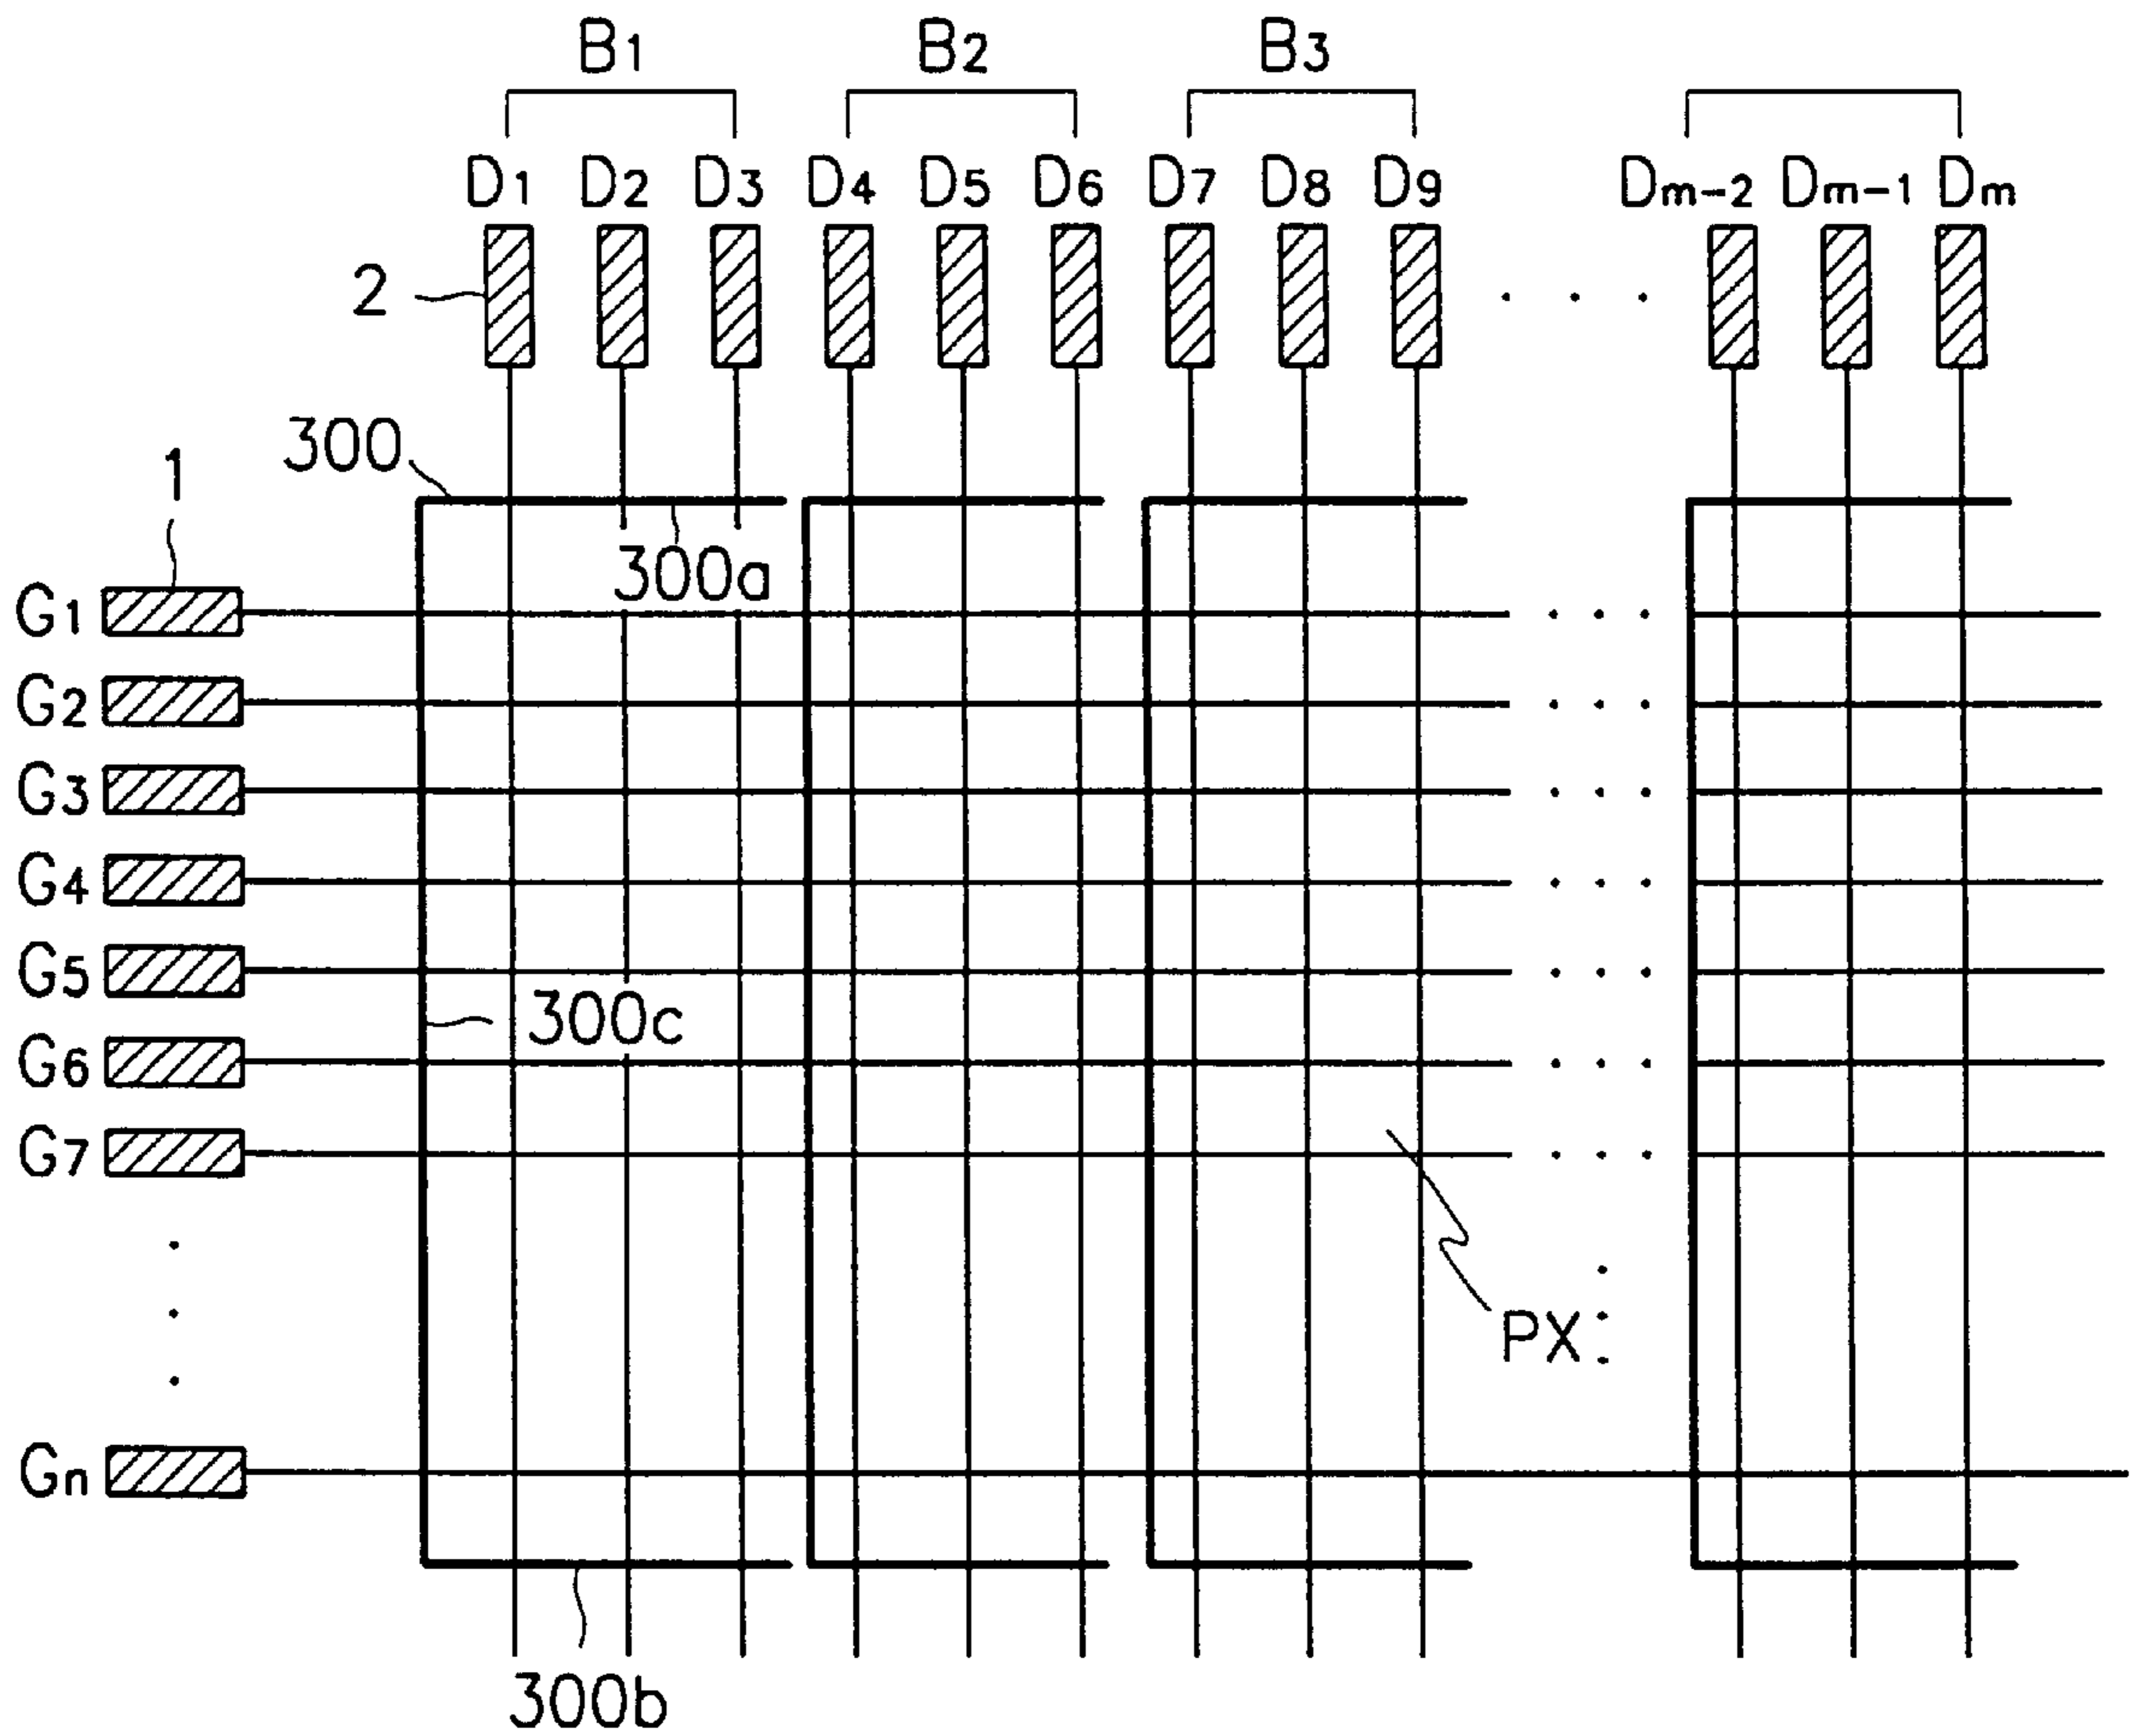 B1 B2 B3
D1 D2 D3 D4 D5 D6 D7 D8 D9 Dm-2 Dm-1 Dm
2
300
1
300a
G1
G2
G3
G4
G5
300c
G6
G7
PX
Gn
300b